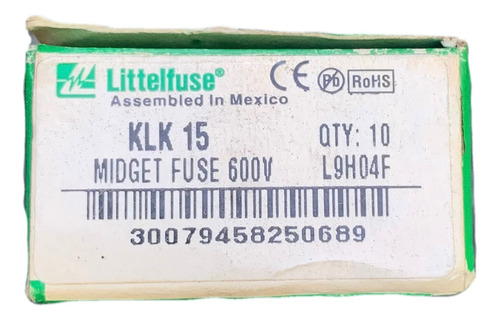 Littelfuse®
CE Pb RoHS
Assembled In Mexico
KLK 15 QTY: 10
MIDGET FUSE 600V L9H04F
30079458250689